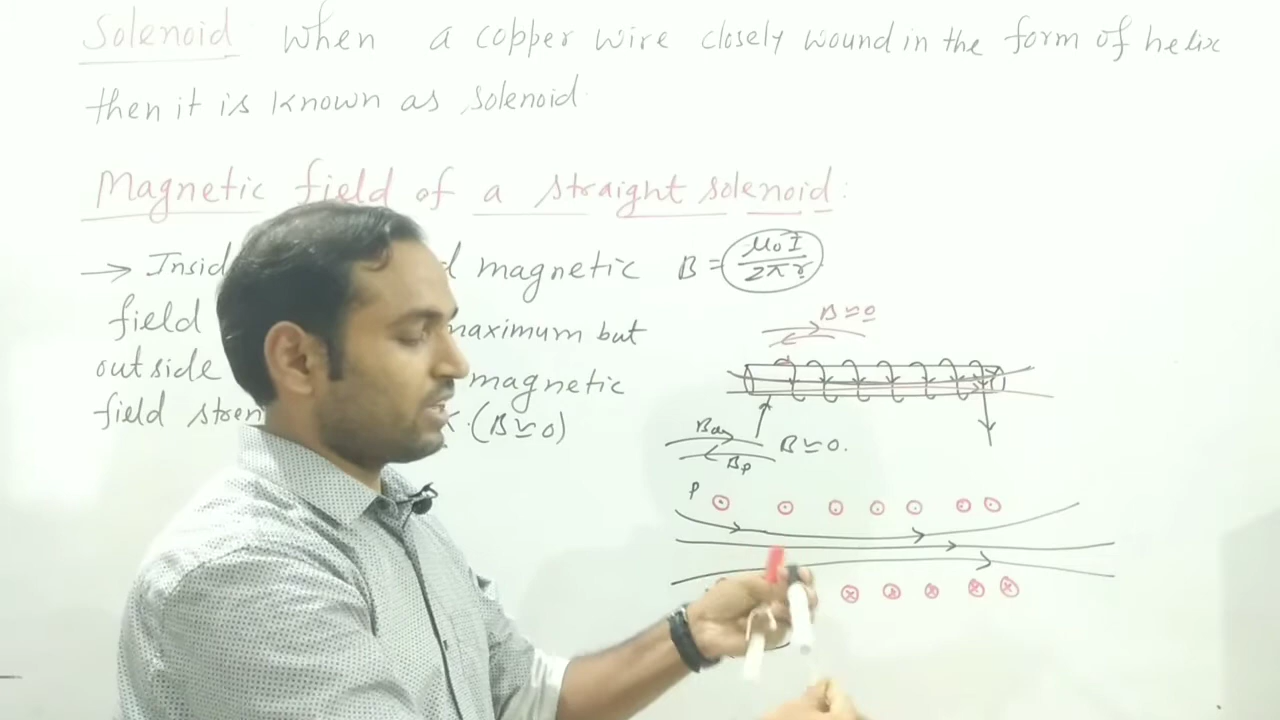 Solenoid when a copper wire closely wound in the form of helix
then it is known as solenoid.
Magnetic field of a straight solenoid:
→ Insid magnetic
field maximum but
outside magnetic
field stren (B≃0)
B = μ₀I/2πr
B≃0
B≃0.
Bp
P